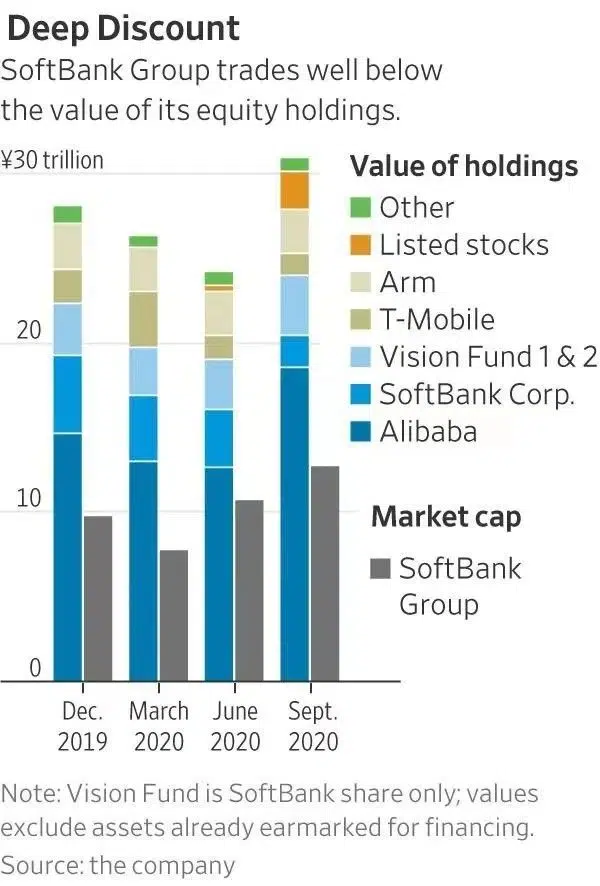 Deep Discount
SoftBank Group trades well below
the value of its equity holdings.
¥30 trillion
20
10
0
Value of holdings
Other
Listed stocks
Arm
T-Mobile
Vision Fund 1 & 2
SoftBank Corp.
Alibaba
Market cap
SoftBank
Group
Dec.
2019
March
2020
June
2020
Sept.
2020
Note: Vision Fund is SoftBank share only; values
exclude assets already earmarked for financing.
Source: the company